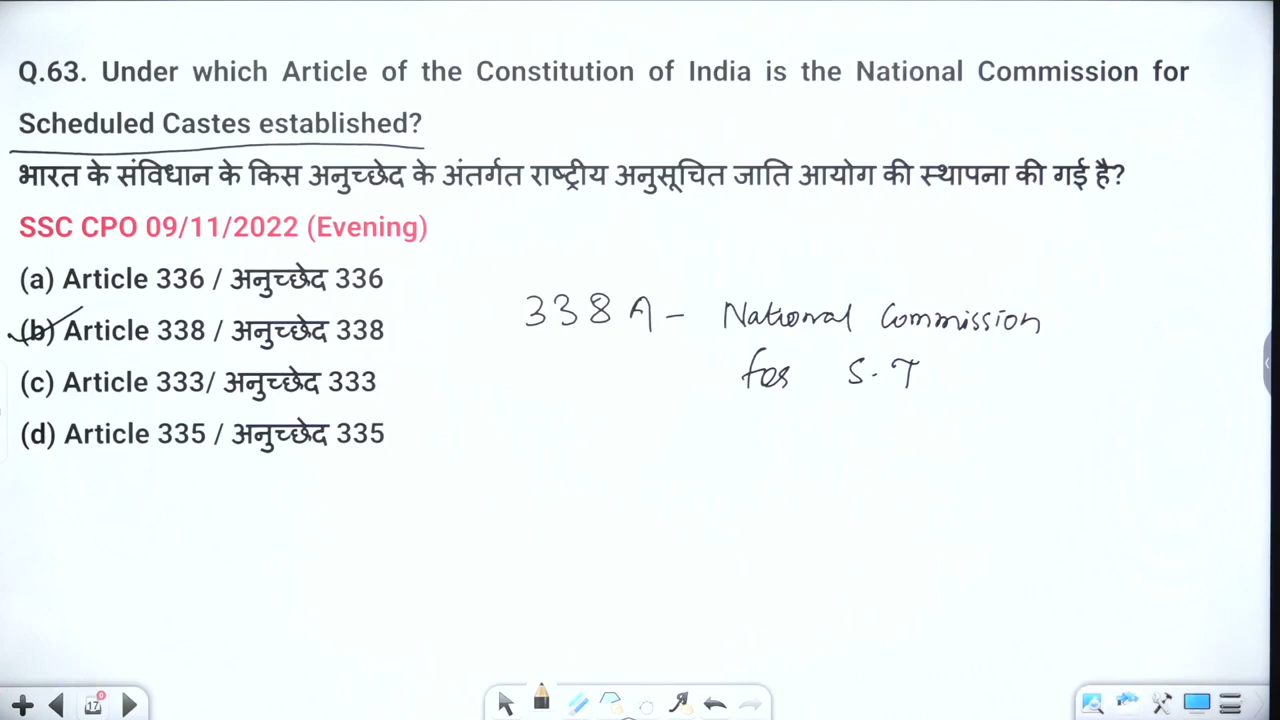 Q.63. Under which Article of the Constitution of India is the National Commission for
Scheduled Castes established?
भारत के संविधान के किस अनुच्छेद के अंतर्गत राष्ट्रीय अनुसूचित जाति आयोग की स्थापना की गई है?
SSC CPO 09/11/2022 (Evening)
(a) Article 336 / अनुच्छेद 336
(b) Article 338 / अनुच्छेद 338
(c) Article 333/ अनुच्छेद 333
(d) Article 335 / अनुच्छेद 335
338 A - National Commission
for S.T
17
0